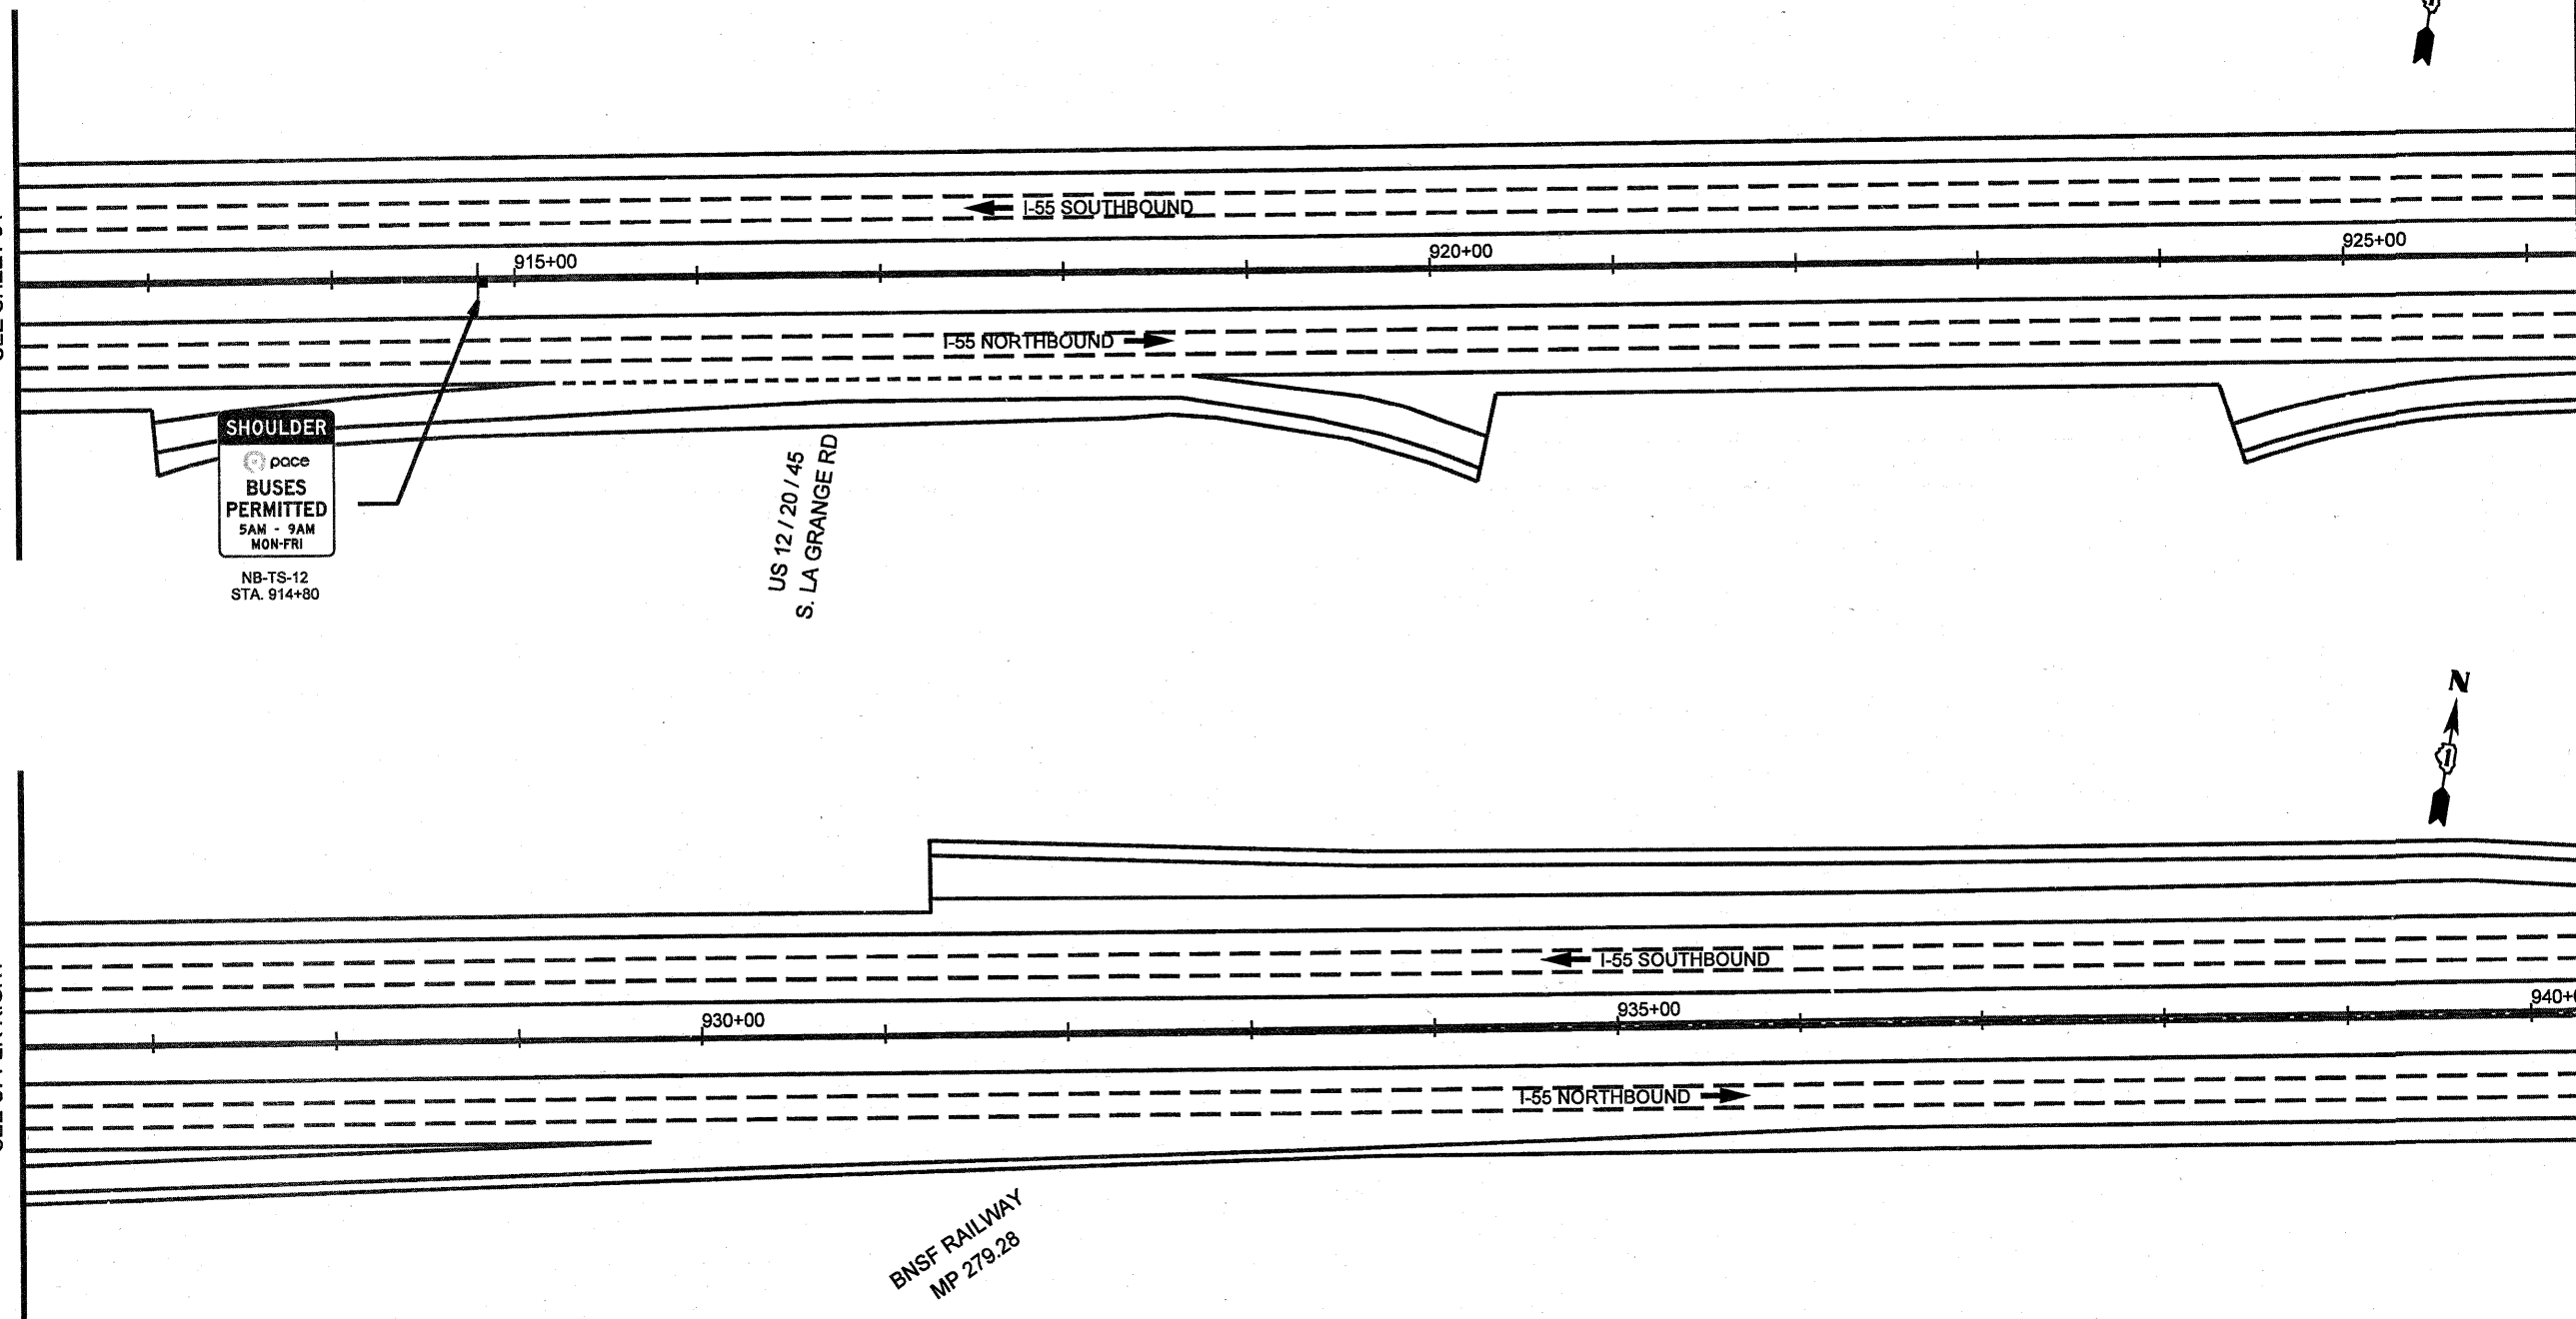 I-55 SOUTHBOUND
915+00
920+00
925+00
I-55 NORTHBOUND
SHOULDER
pace
BUSES
PERMITTED
5AM - 9AM
MON-FRI
NB-TS-12
STA. 914+80
US 12 / 20 / 45
S. LA GRANGE RD
N
1
I-55 SOUTHBOUND
930+00
935+00
I-55 NORTHBOUND
BNSF RAILWAY
MP 279.28